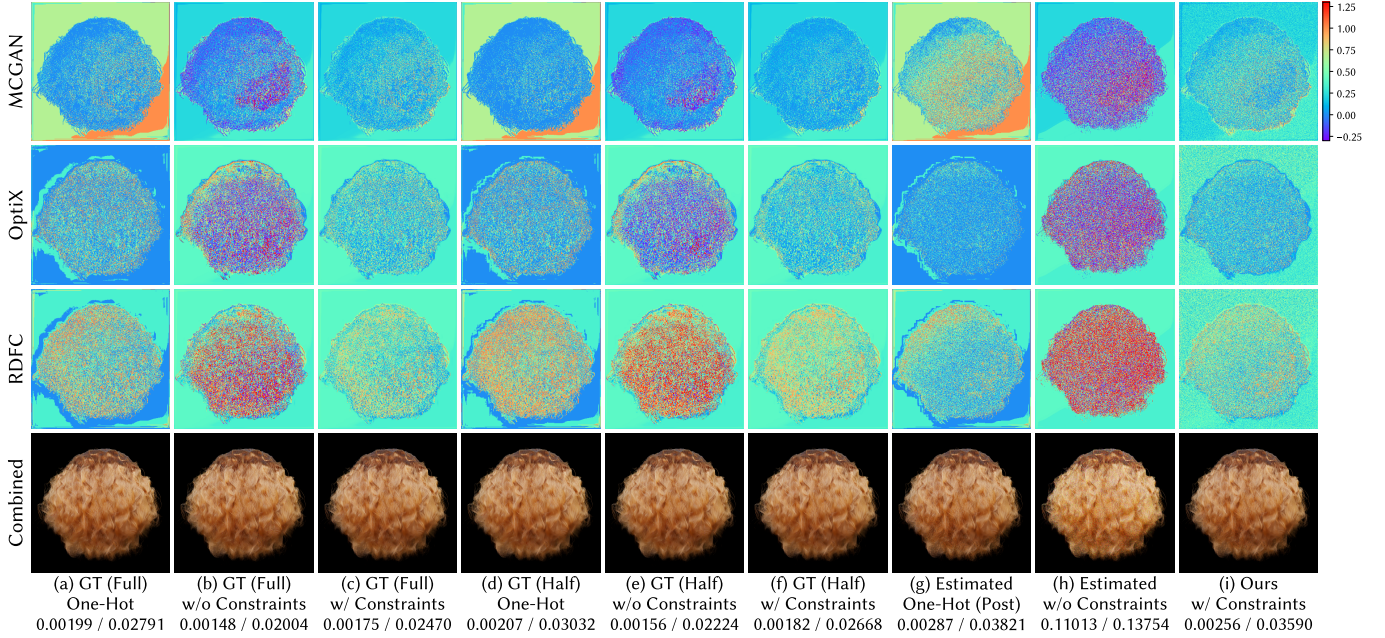 MCGAN
1.25
1.00
0.75
0.50
0.25
0.00
−0.25
OptiX
RDFC
Combined
(a) GT (Full)
One-Hot
0.00199 / 0.02791
(b) GT (Full)
w/o Constraints
0.00148 / 0.02004
(c) GT (Full)
w/ Constraints
0.00175 / 0.02470
(d) GT (Half)
One-Hot
0.00207 / 0.03032
(e) GT (Half)
w/o Constraints
0.00156 / 0.02224
(f) GT (Half)
w/ Constraints
0.00182 / 0.02668
(g) Estimated
One-Hot (Post)
0.00287 / 0.03821
(h) Estimated
w/o Constraints
0.11013 / 0.13754
(i) Ours
w/ Constraints
0.00256 / 0.03590